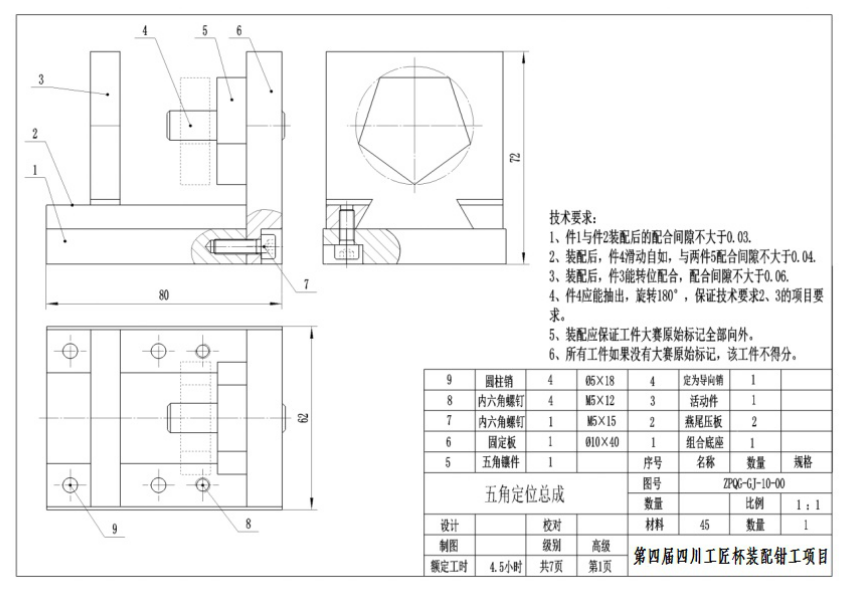 4 5 6
3
2
1
7
80
72
技术要求:
1、件1与件2装配后的配合间隙不大于0.03.
2、装配后，件4滑动自如，与两件5配合间隙不大于0.04.
3、装配后，件3能转位配合，配合间隙不大于0.06.
4、件4应能抽出，旋转180°，保证技术要求2、3的项目要
求。
5、装配应保证工件大赛原始标记全部向外。
6、所有工件如果没有大赛原始标记，该工件不得分。
62
9
8
9 圆柱销 4 Ø5×18 4 定为导向销 1
8 内六角螺钉 4 M5×12 3 活动件 1
7 内六角螺钉 1 M5×15 2 燕尾压板 2
6 固定板 1 Ø10×40 1 组合底座 1
5 五角镶件 1 序号 名称 数量 规格
五角定位总成 图号 ZPQG-GJ-10-00
数量 比例 1:1
设计 校对 材料 45 数量 1
制图 级别 高级
额定工时 4.5小时 共7页 第1页
第四届四川工匠杯装配钳工项目